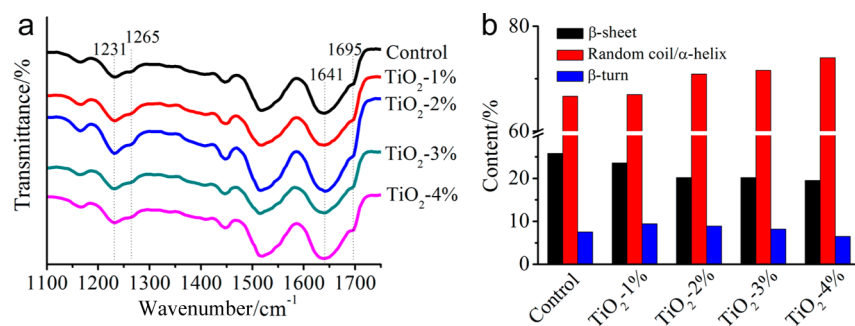 a
1231
1265
1695
1641
Control
TiO₂-1%
TiO₂-2%
TiO₂-3%
TiO₂-4%
Transmittance/%
1100 1200 1300 1400 1500 1600 1700
Wavenumber/cm⁻¹
b
β-sheet
Random coil/α-helix
β-turn
Content/%
80
60
20
10
0
Control
TiO₂-1%
TiO₂-2%
TiO₂-3%
TiO₂-4%